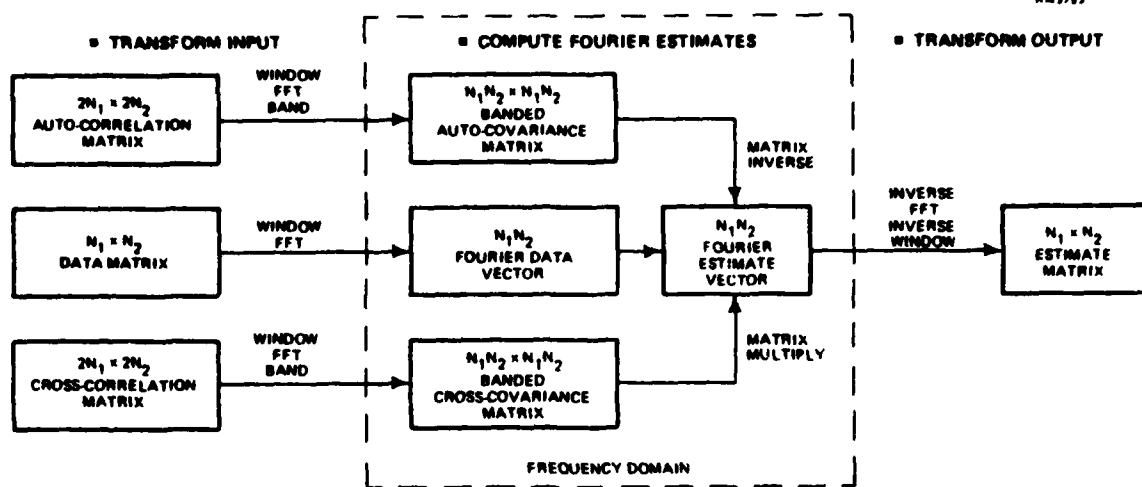 ▪ TRANSFORM INPUT
▪ COMPUTE FOURIER ESTIMATES
▪ TRANSFORM OUTPUT
2N₁ × 2N₂
AUTO-CORRELATION
MATRIX
WINDOW
FFT
BAND
N₁N₂ × N₁N₂
BANDED
AUTO-COVARIANCE
MATRIX
MATRIX
INVERSE
N₁ × N₂
DATA MATRIX
WINDOW
FFT
N₁N₂
FOURIER DATA
VECTOR
N₁N₂
FOURIER
ESTIMATE
VECTOR
INVERSE
FFT
INVERSE
WINDOW
N₁ × N₂
ESTIMATE
MATRIX
2N₁ × 2N₂
CROSS-CORRELATION
MATRIX
WINDOW
FFT
BAND
N₁N₂ × N₁N₂
BANDED
CROSS-COVARIANCE
MATRIX
MATRIX
MULTIPLY
FREQUENCY DOMAIN